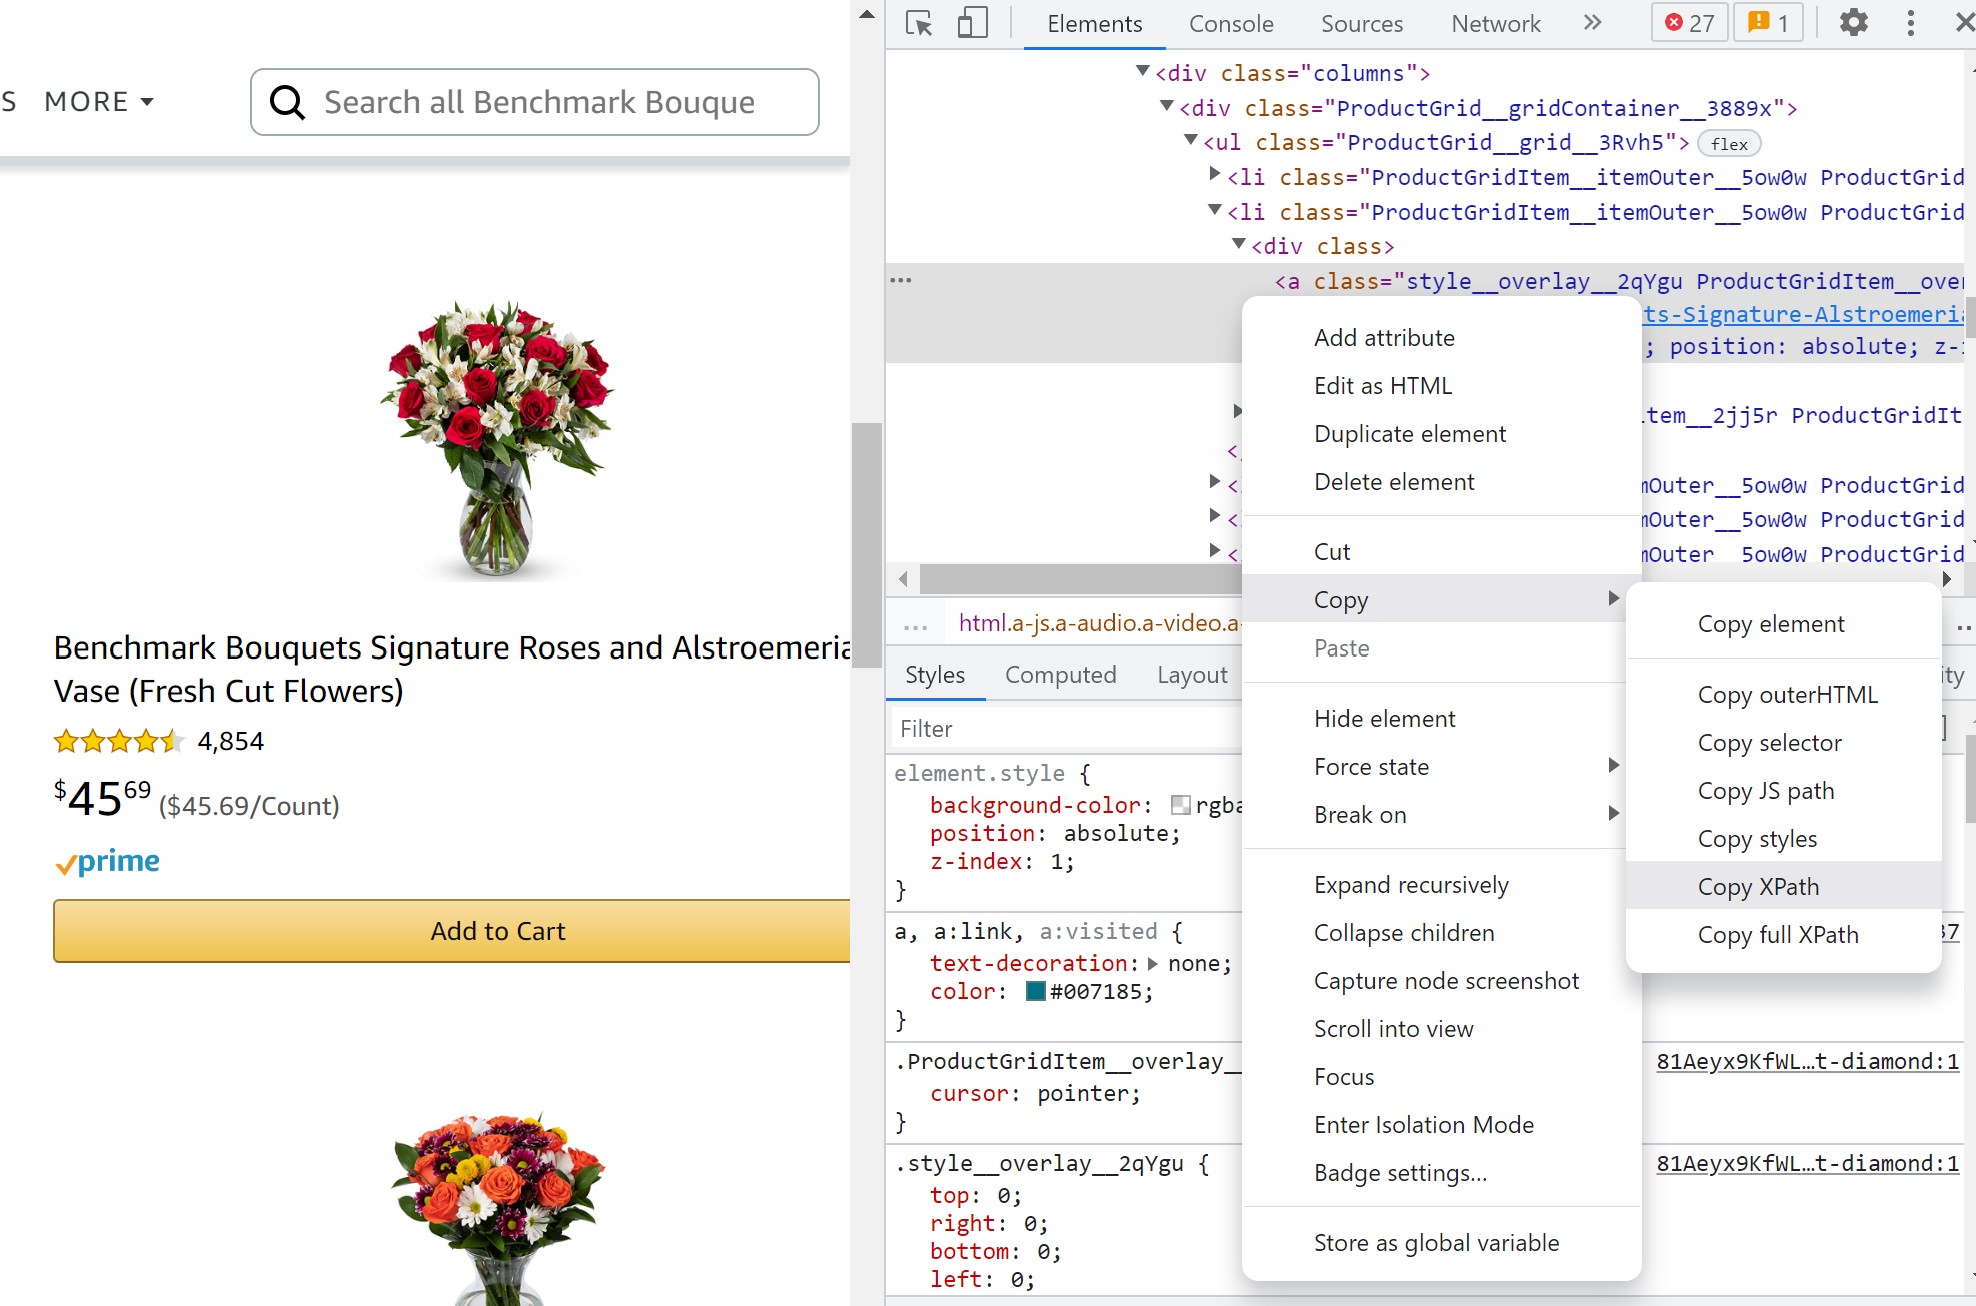 S MORE
Search all Benchmark Bouque
Benchmark Bouquets Signature Roses and Alstroemeria
Vase (Fresh Cut Flowers)
4,854
$45 69 ($45.69/Count)
prime
Add to Cart
Elements Console Sources Network 27 1
<div class="columns">
<div class="ProductGrid__gridContainer__3889x">
<ul class="ProductGrid__grid__3Rvh5"> flex
<li class="ProductGridItem__itemOuter__5ow0w ProductGrid
<li class="ProductGridItem__itemOuter__5ow0w ProductGrid
<div class>
<a class="style__overlay__2qYgu ProductGridItem__over
ts-Signature-Alstroemeria
; position: absolute; z-
tem__2jj5r ProductGridIt
<
< Outer__5ow0w ProductGrid
< Outer__5ow0w ProductGrid
< Outer__5ow0w ProductGrid
... html.a-js.a-audio.a-video.a-
Styles Computed Layout ity
Filter
element.style {
background-color: rgba
position: absolute;
z-index: 1;
}
a, a:link, a:visited { 37
text-decoration: none;
color: #007185;
}
.ProductGridItem__overlay__ 81Aeyx9KfWL…t-diamond:1
cursor: pointer;
}
.style__overlay__2qYgu { 81Aeyx9KfWL…t-diamond:1
top: 0;
right: 0;
bottom: 0;
left: 0;
Add attribute
Edit as HTML
Duplicate element
Delete element
Cut
Copy
Paste
Hide element
Force state
Break on
Expand recursively
Collapse children
Capture node screenshot
Scroll into view
Focus
Enter Isolation Mode
Badge settings...
Store as global variable
Copy element
Copy outerHTML
Copy selector
Copy JS path
Copy styles
Copy XPath
Copy full XPath